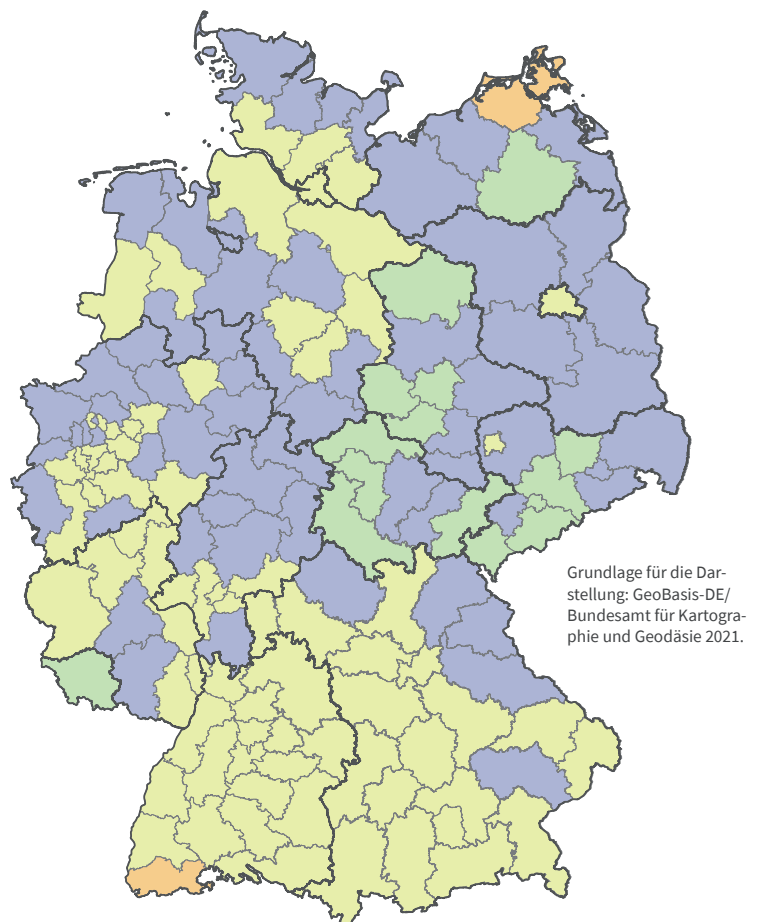 Grundlage für die Dar-
stellung: GeoBasis-DE/
Bundesamt für Kartogra-
phie und Geodäsie 2021.